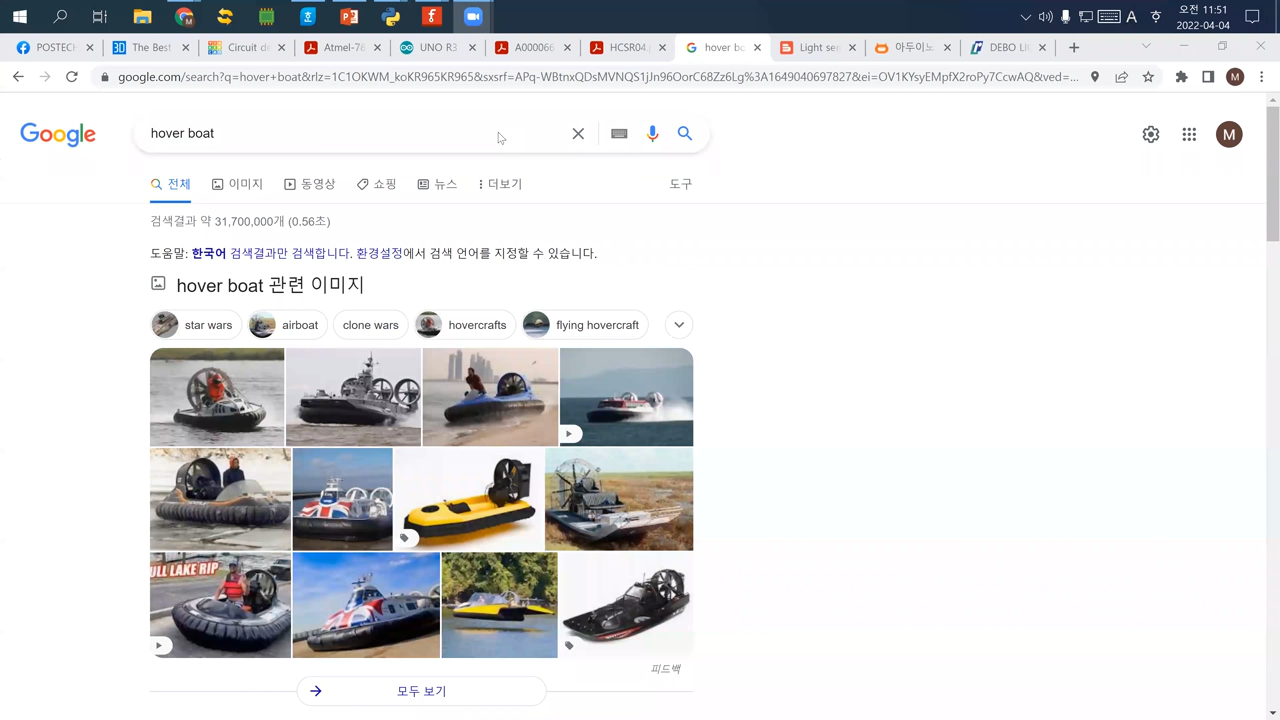 오전 11:51
A
2022-04-04
POSTECH
The Best
Circuit de
Atmel-78
UNO R3
A000066
HCSR04.p
hover bo
Light sen
아두이노
DEBO LI
google.com/search?q=hover+boat&rlz=1C1OKWM_koKR965KR965&sxsrf=APq-WBtnxQDsMVNQS1jJn96OorC68Zz6Lg%3A1649040697827&ei=OV1KYsyEMpfX2roPy7CcwAQ&ved=...
M
Google
hover boat
M
전체
이미지
동영상
쇼핑
뉴스
더보기
도구
검색결과 약 31,700,000개 (0.56초)
도움말: 한국어 검색결과만 검색합니다. 환경설정에서 검색 언어를 지정할 수 있습니다.
hover boat 관련 이미지
star wars
airboat
clone wars
hovercrafts
flying hovercraft
ULL LAKE RIP
피드백
모두 보기